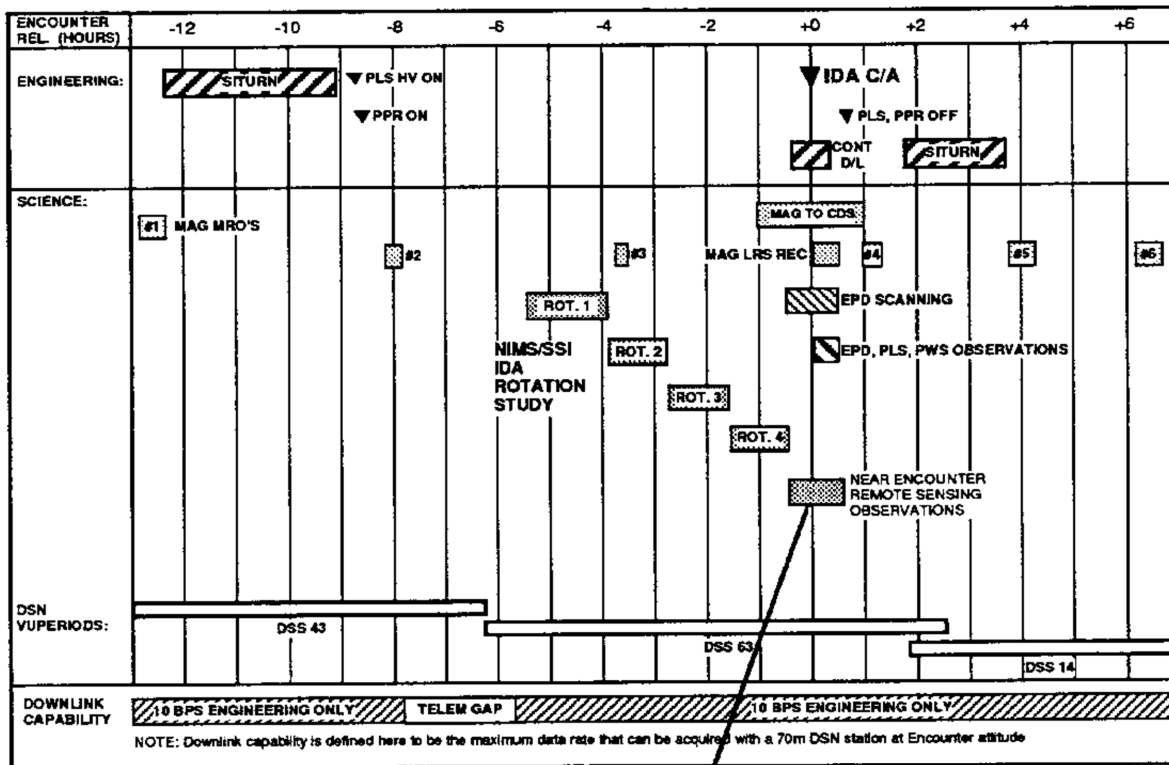 ENCOUNTER REL. (HOURS) -12 -10 -8 -6 -4 -2 +0 +2 +4 +6
ENGINEERING:
SITURN
PLS HV ON
IDA C/A
PPR ON
PLS, PPR OFF
CONT D/L
SITURN
SCIENCE:
MAG TO CDS
#1 MAG MRO'S
#2
#3
MAG LRS REC
#4
#5
#6
ROT. 1
EPD SCANNING
NIMS/SSI
IDA
ROTATION
STUDY
ROT. 2
EPD, PLS, PWS OBSERVATIONS
ROT. 3
ROT. 4
NEAR ENCOUNTER
REMOTE SENSING
OBSERVATIONS
DSN
VUPERIODS:
DSS 43
DSS 63
DSS 14
DOWNLINK
CAPABILITY
10 BPS ENGINEERING ONLY
TELEM GAP
10 BPS ENGINEERING ONLY
NOTE: Downlink capability is defined here to be the maximum data rate that can be acquired with a 70m DSN station at Encounter attitude